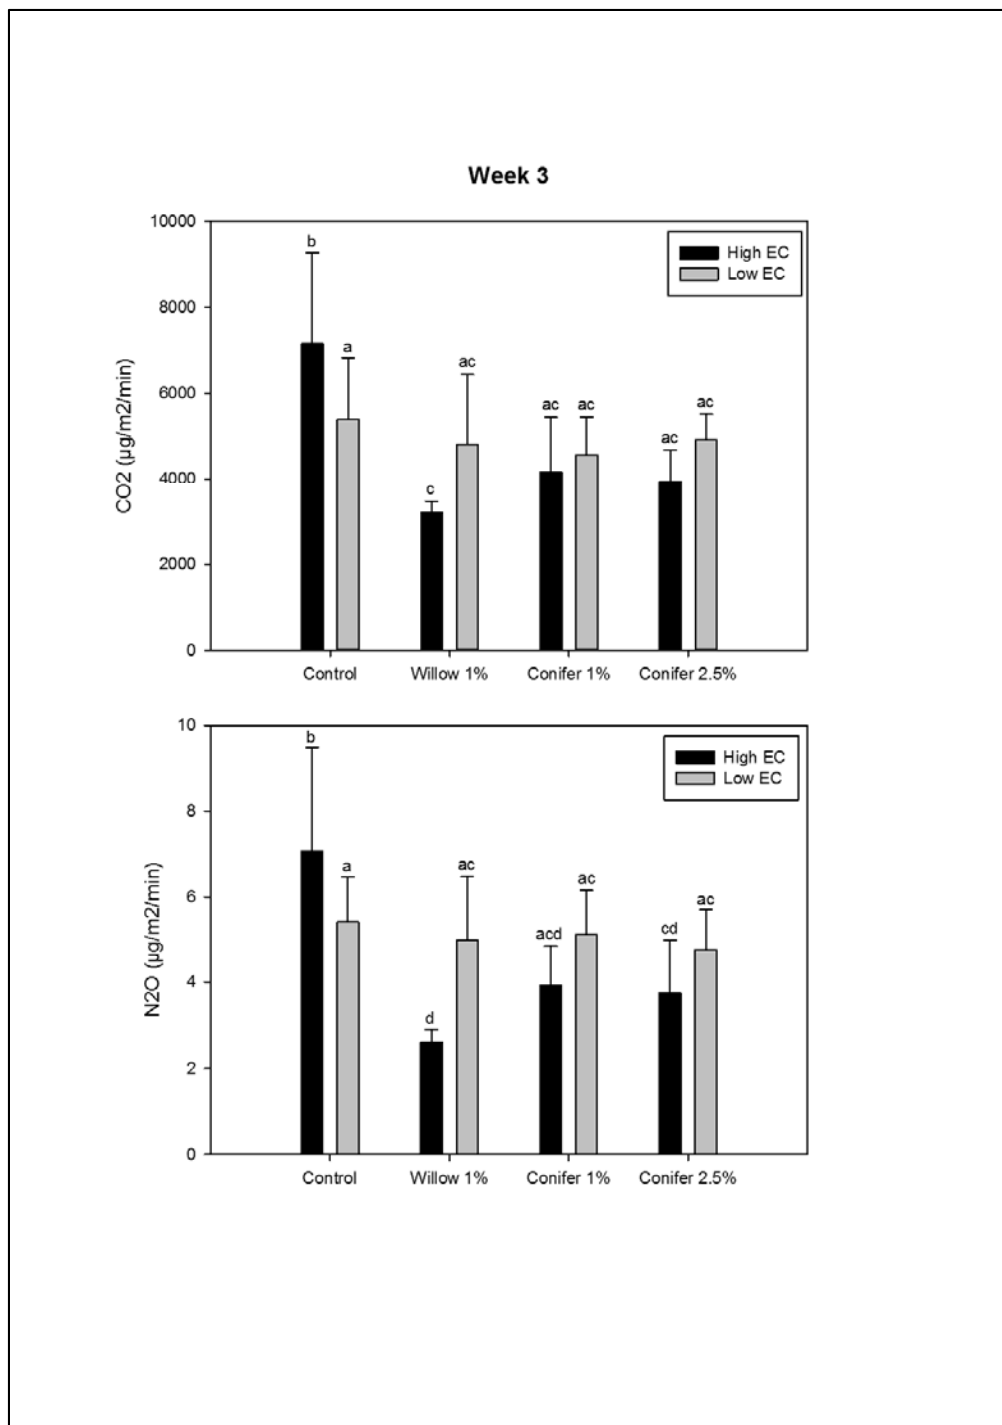 Week 3
10000
8000
6000
4000
2000
0
CO2 (µg/m2/min)
High EC
Low EC
b
a
c
ac
ac
ac
ac
ac
Control
Willow 1%
Conifer 1%
Conifer 2.5%
10
8
6
4
2
0
N2O (µg/m2/min)
High EC
Low EC
b
a
d
ac
acd
ac
cd
ac
Control
Willow 1%
Conifer 1%
Conifer 2.5%